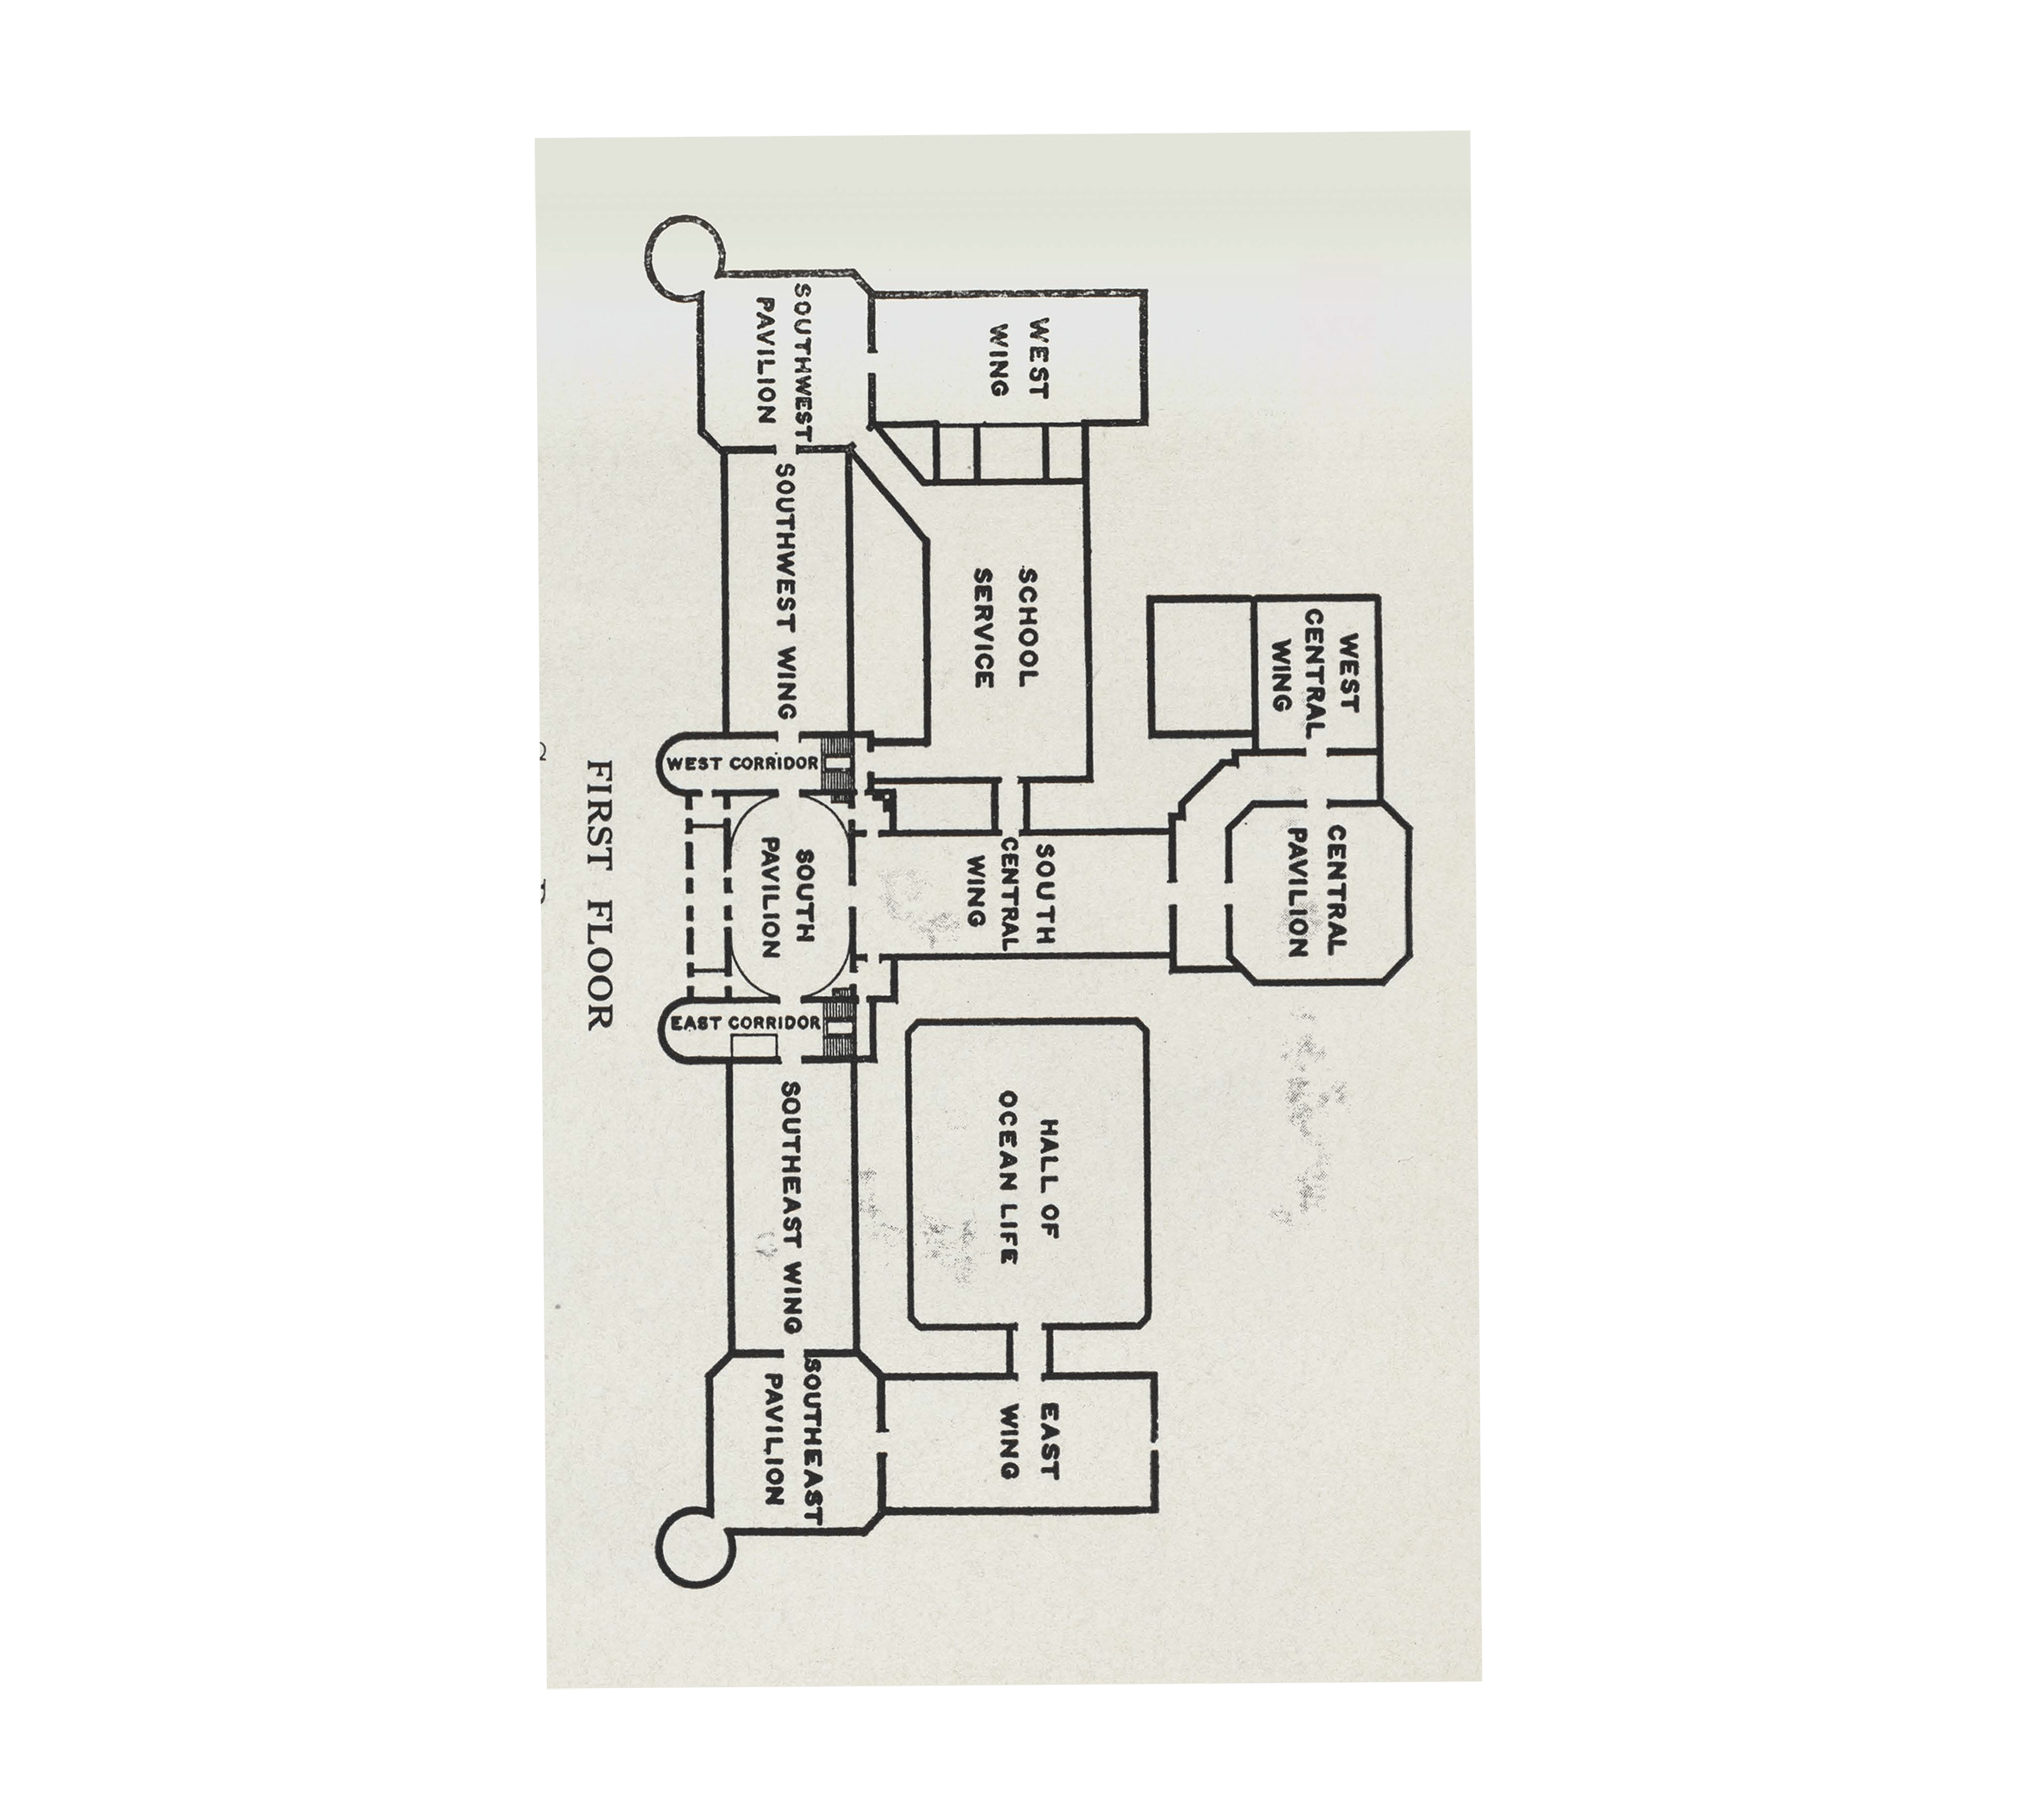 WEST
CENTRAL
WING
CENTRAL
PAVILION
WEST
WING
SCHOOL
SERVICE
SOUTH
CENTRAL
WING
HALL OF
OCEAN LIFE
EAST
WING
SOUTHWEST
PAVILION
SOUTHWEST WING
WEST CORRIDOR
SOUTH
PAVILION
EAST CORRIDOR
SOUTHEAST WING
SOUTHEAST
PAVILION
FIRST FLOOR